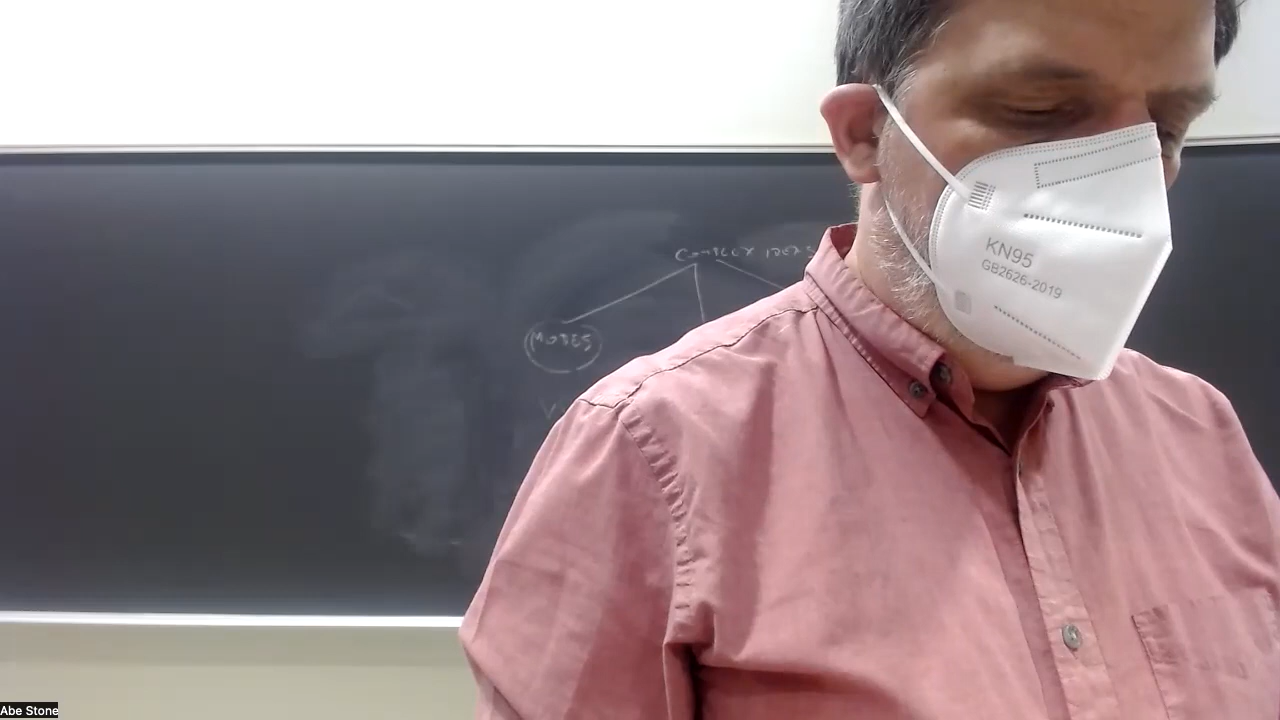 COMPLEX IDEAS
MODES
KN95
GB2626-2019
Abe Stone